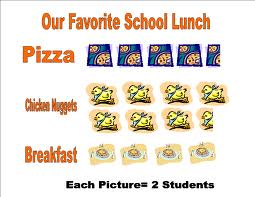 Our Favorite School Lunch
Pizza
Chicken Nuggets
Breakfast
Each Picture= 2 Students